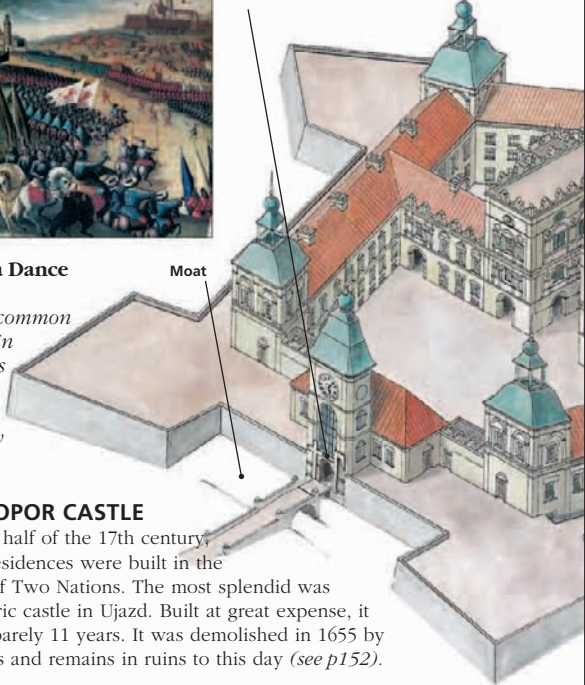 a Dance
Moat
common
in
s
y
OPOR CASTLE
half of the 17th century,
esidences were built in the
f Two Nations. The most splendid was
ric castle in Ujazd. Built at great expense, it
barely 11 years. It was demolished in 1655 by
s and remains in ruins to this day (see p152).